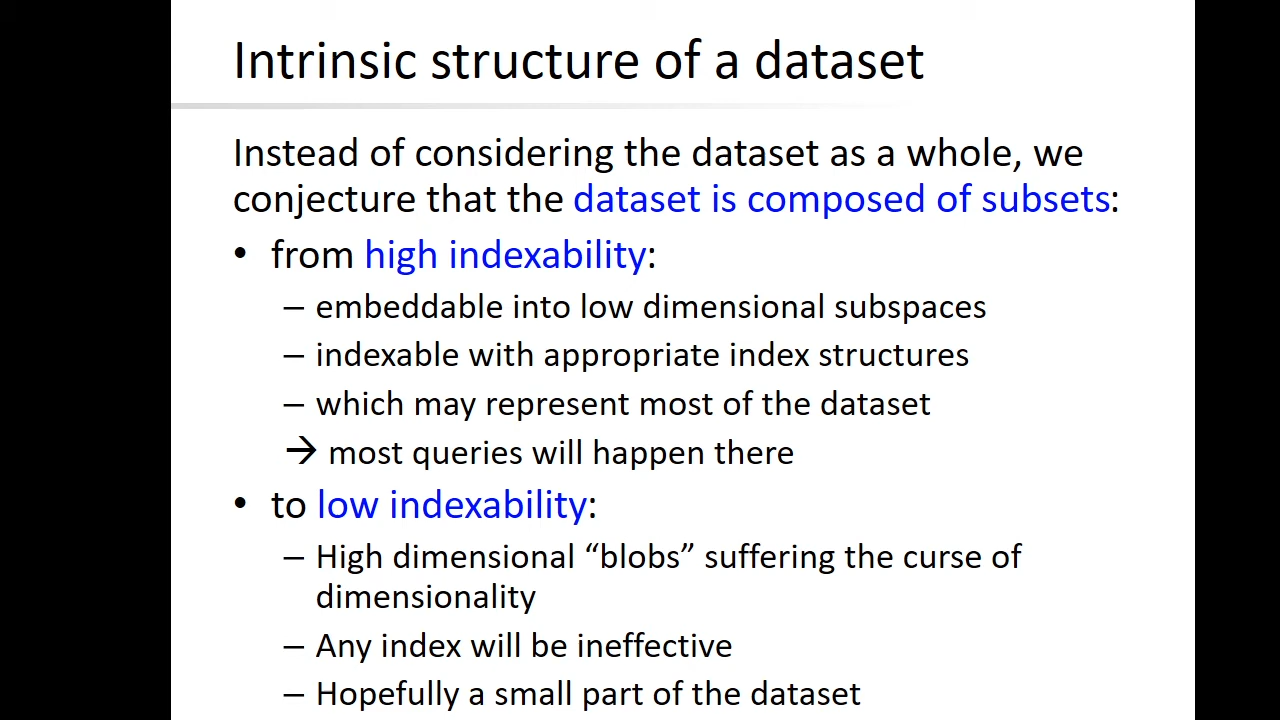 Intrinsic structure of a dataset
Instead of considering the dataset as a whole, we
conjecture that the dataset is composed of subsets:
• from high indexability:
– embeddable into low dimensional subspaces
– indexable with appropriate index structures
– which may represent most of the dataset
→ most queries will happen there
• to low indexability:
– High dimensional “blobs” suffering the curse of
dimensionality
– Any index will be ineffective
– Hopefully a small part of the dataset